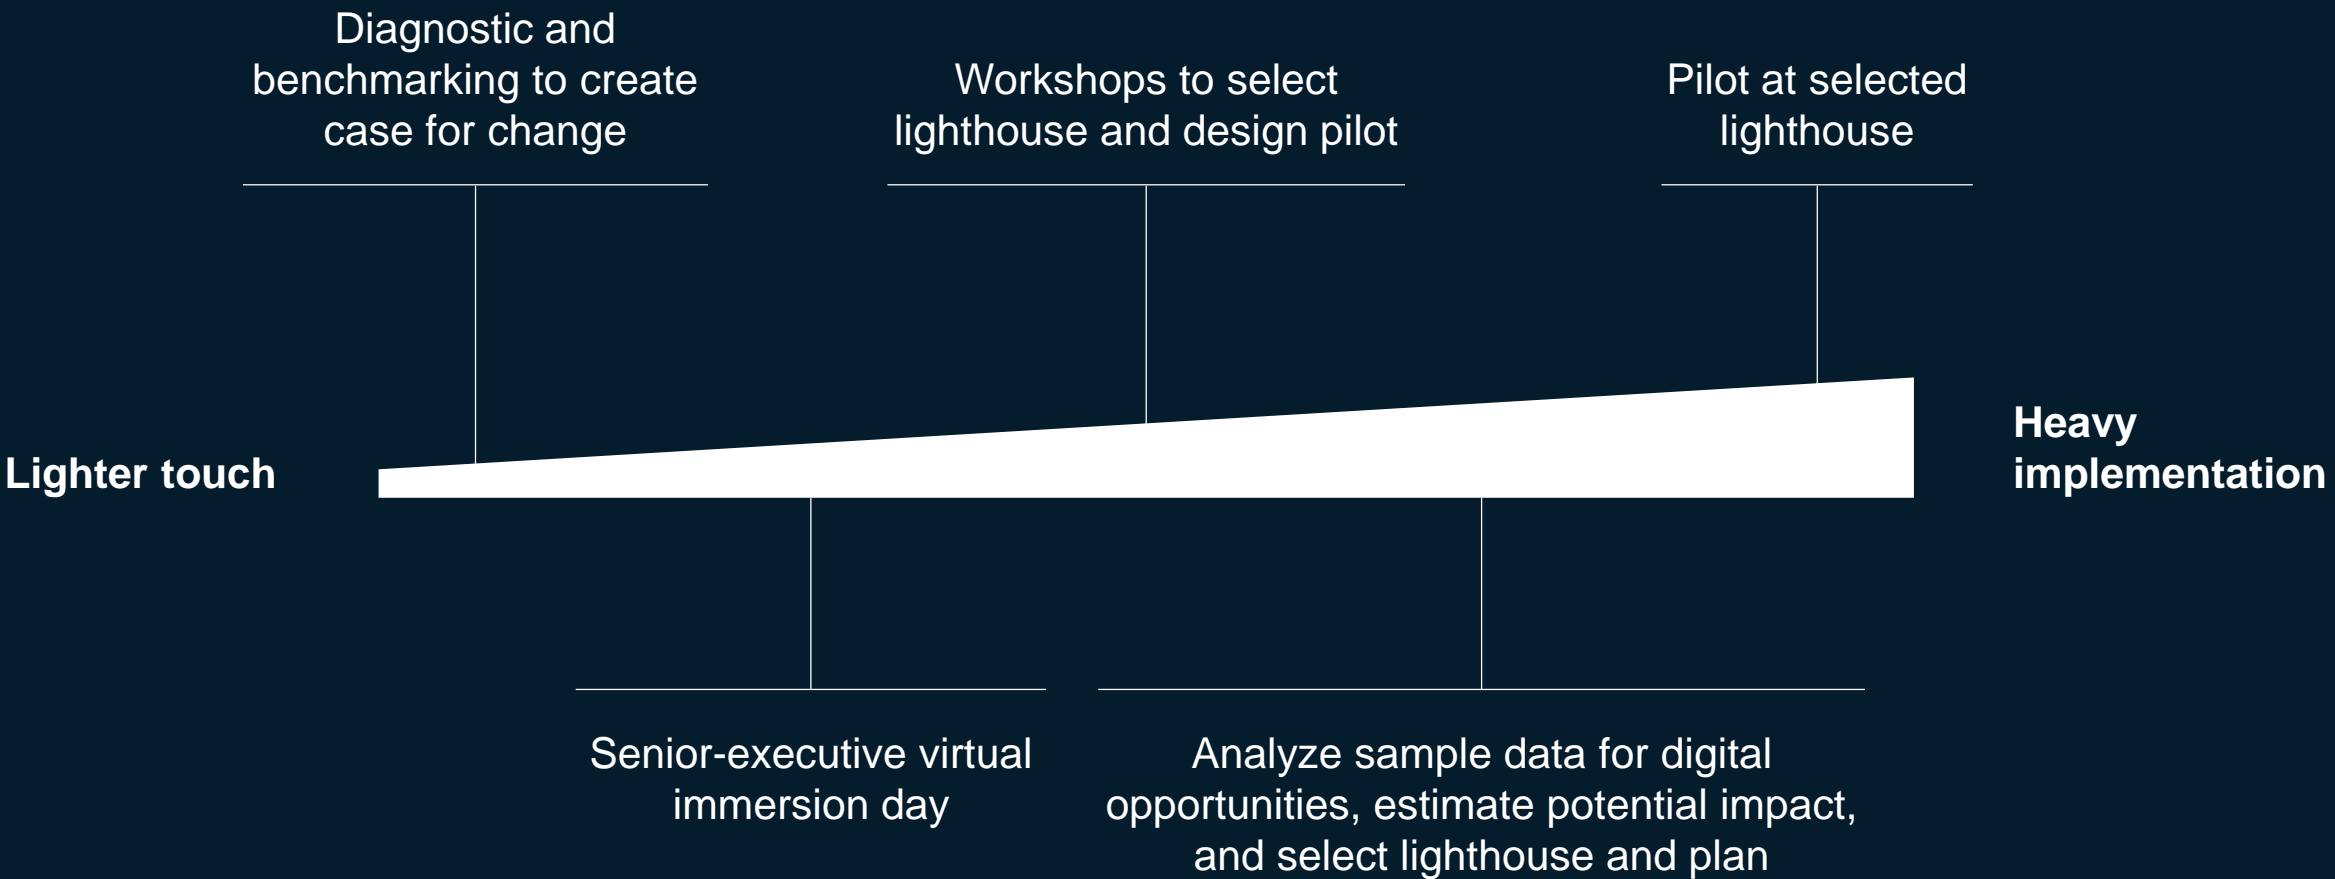 Diagnostic and
benchmarking to create
case for change
Workshops to select
lighthouse and design pilot
Pilot at selected
lighthouse
Lighter touch
Heavy
implementation
Senior-executive virtual
immersion day
Analyze sample data for digital
opportunities, estimate potential impact,
and select lighthouse and plan